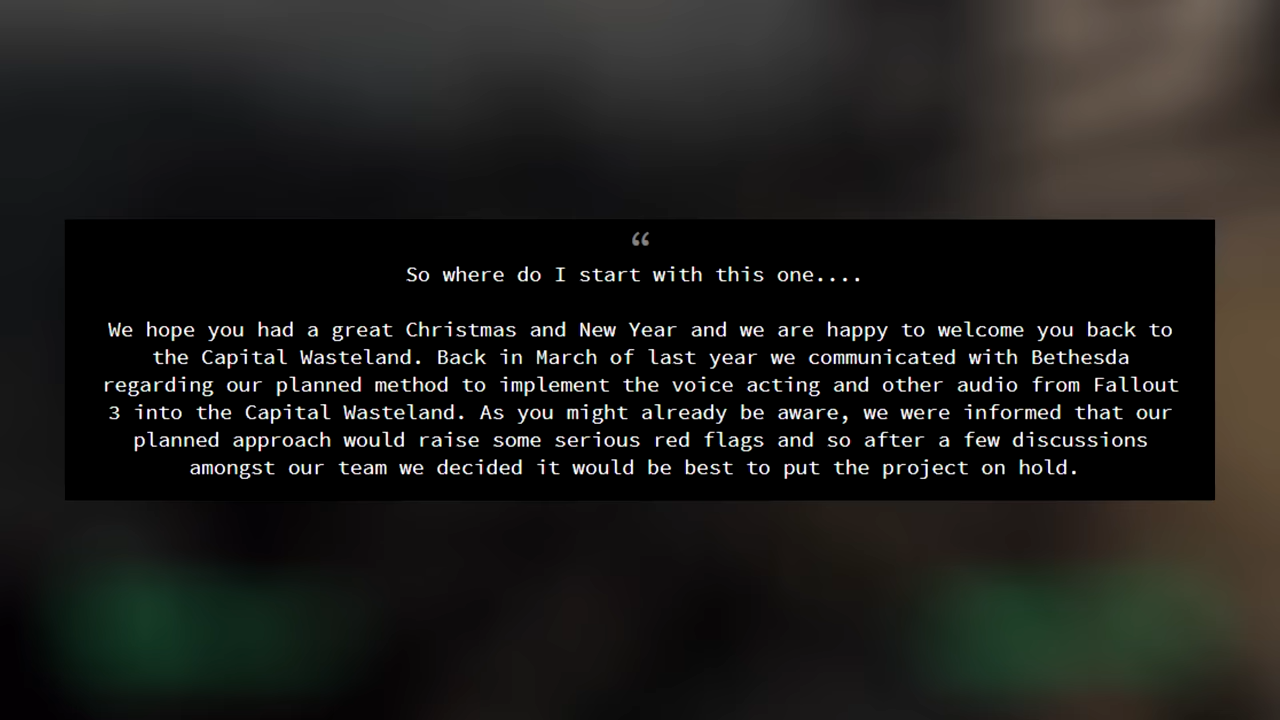 “
So where do I start with this one....
We hope you had a great Christmas and New Year and we are happy to welcome you back to
the Capital Wasteland. Back in March of last year we communicated with Bethesda
regarding our planned method to implement the voice acting and other audio from Fallout
3 into the Capital Wasteland. As you might already be aware, we were informed that our
planned approach would raise some serious red flags and so after a few discussions
amongst our team we decided it would be best to put the project on hold.